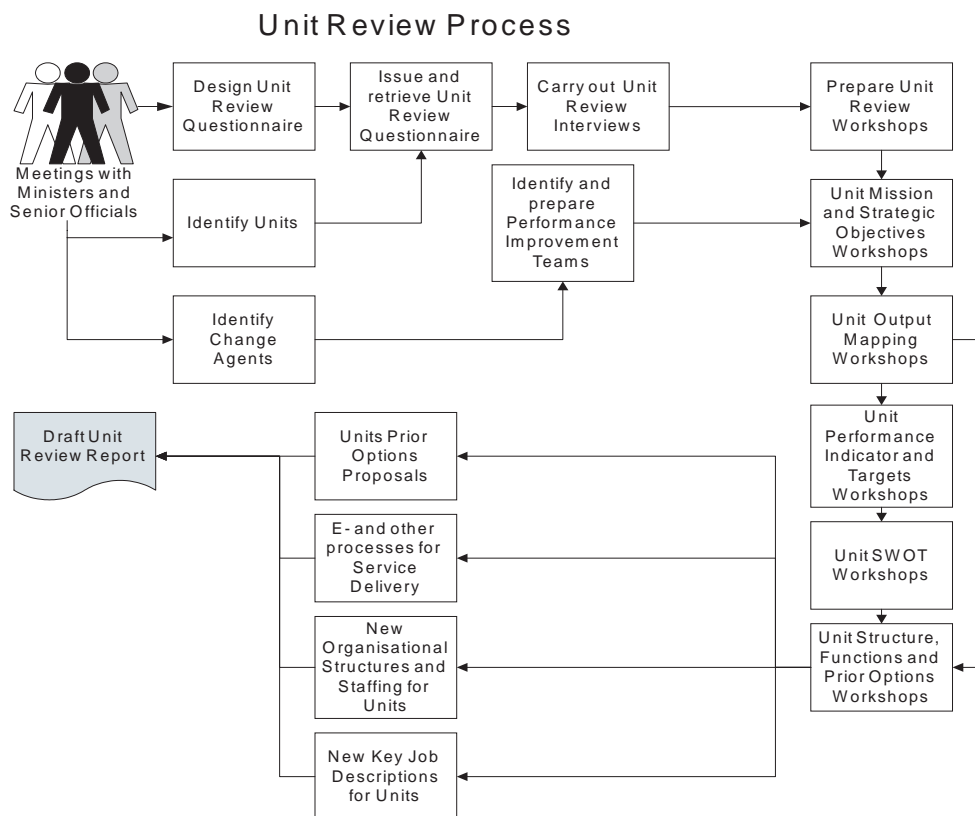 Unit Review Process
Meetings with
Ministers and
Senior Officials
Design Unit
Review
Questionnaire
Issue and
retrieve Unit
Review
Questionnaire
Carry out Unit
Review
Interviews
Prepare Unit
Review
Workshops
Identify Units
Identify and
prepare
Performance
Improvement
Teams
Unit Mission
and Strategic
Objectives
Workshops
Identify
Change
Agents
Unit Output
Mapping
Workshops
Draft Unit
Review Report
Units Prior
Options
Proposals
Unit
Performance
Indicator and
Targets
Workshops
E- and other
processes for
Service
Delivery
Unit SWOT
Workshops
New
Organisational
Structures and
Staffing for
Units
Unit Structure,
Functions and
Prior Options
Workshops
New Key Job
Descriptions
for Units